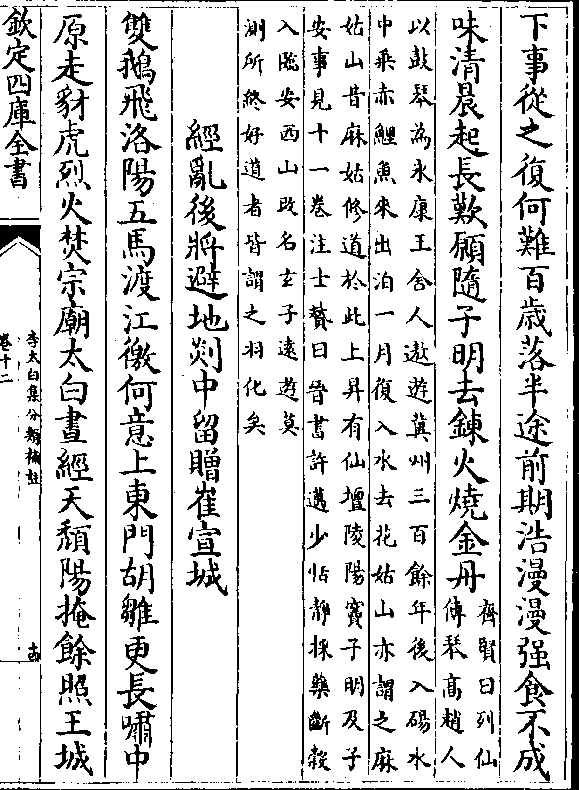 下事從之復何難百歳落半途前期浩漫漫强食不成
味清晨起長歎願隨子明去鍊火燒金丹
齊賢曰列仙
傳琴髙趙人
以鼓琴為永康王舍人遨遊冀州三百餘年後入碭水
中乘赤鯉魚來出泊一月復入水去花姑山亦謂之麻
姑山昔麻姑修道於此上昇有仙壇陵陽竇子明及子
安事見十一卷注士贇曰晉書許邁少恬靜採藥斷穀
入臨安西山改名玄子遠遊莫
測所終好道者皆謂之羽化矣
經亂後將避地剡中留贈崔宣城
雙鵝飛洛陽五馬渡江徼何意上東門胡雛更長嘯中
原走豺虎烈火焚宗廟太白晝經天頽陽掩餘照王城
欽定四庫全書
李太白集分類補註
卷十二
十四